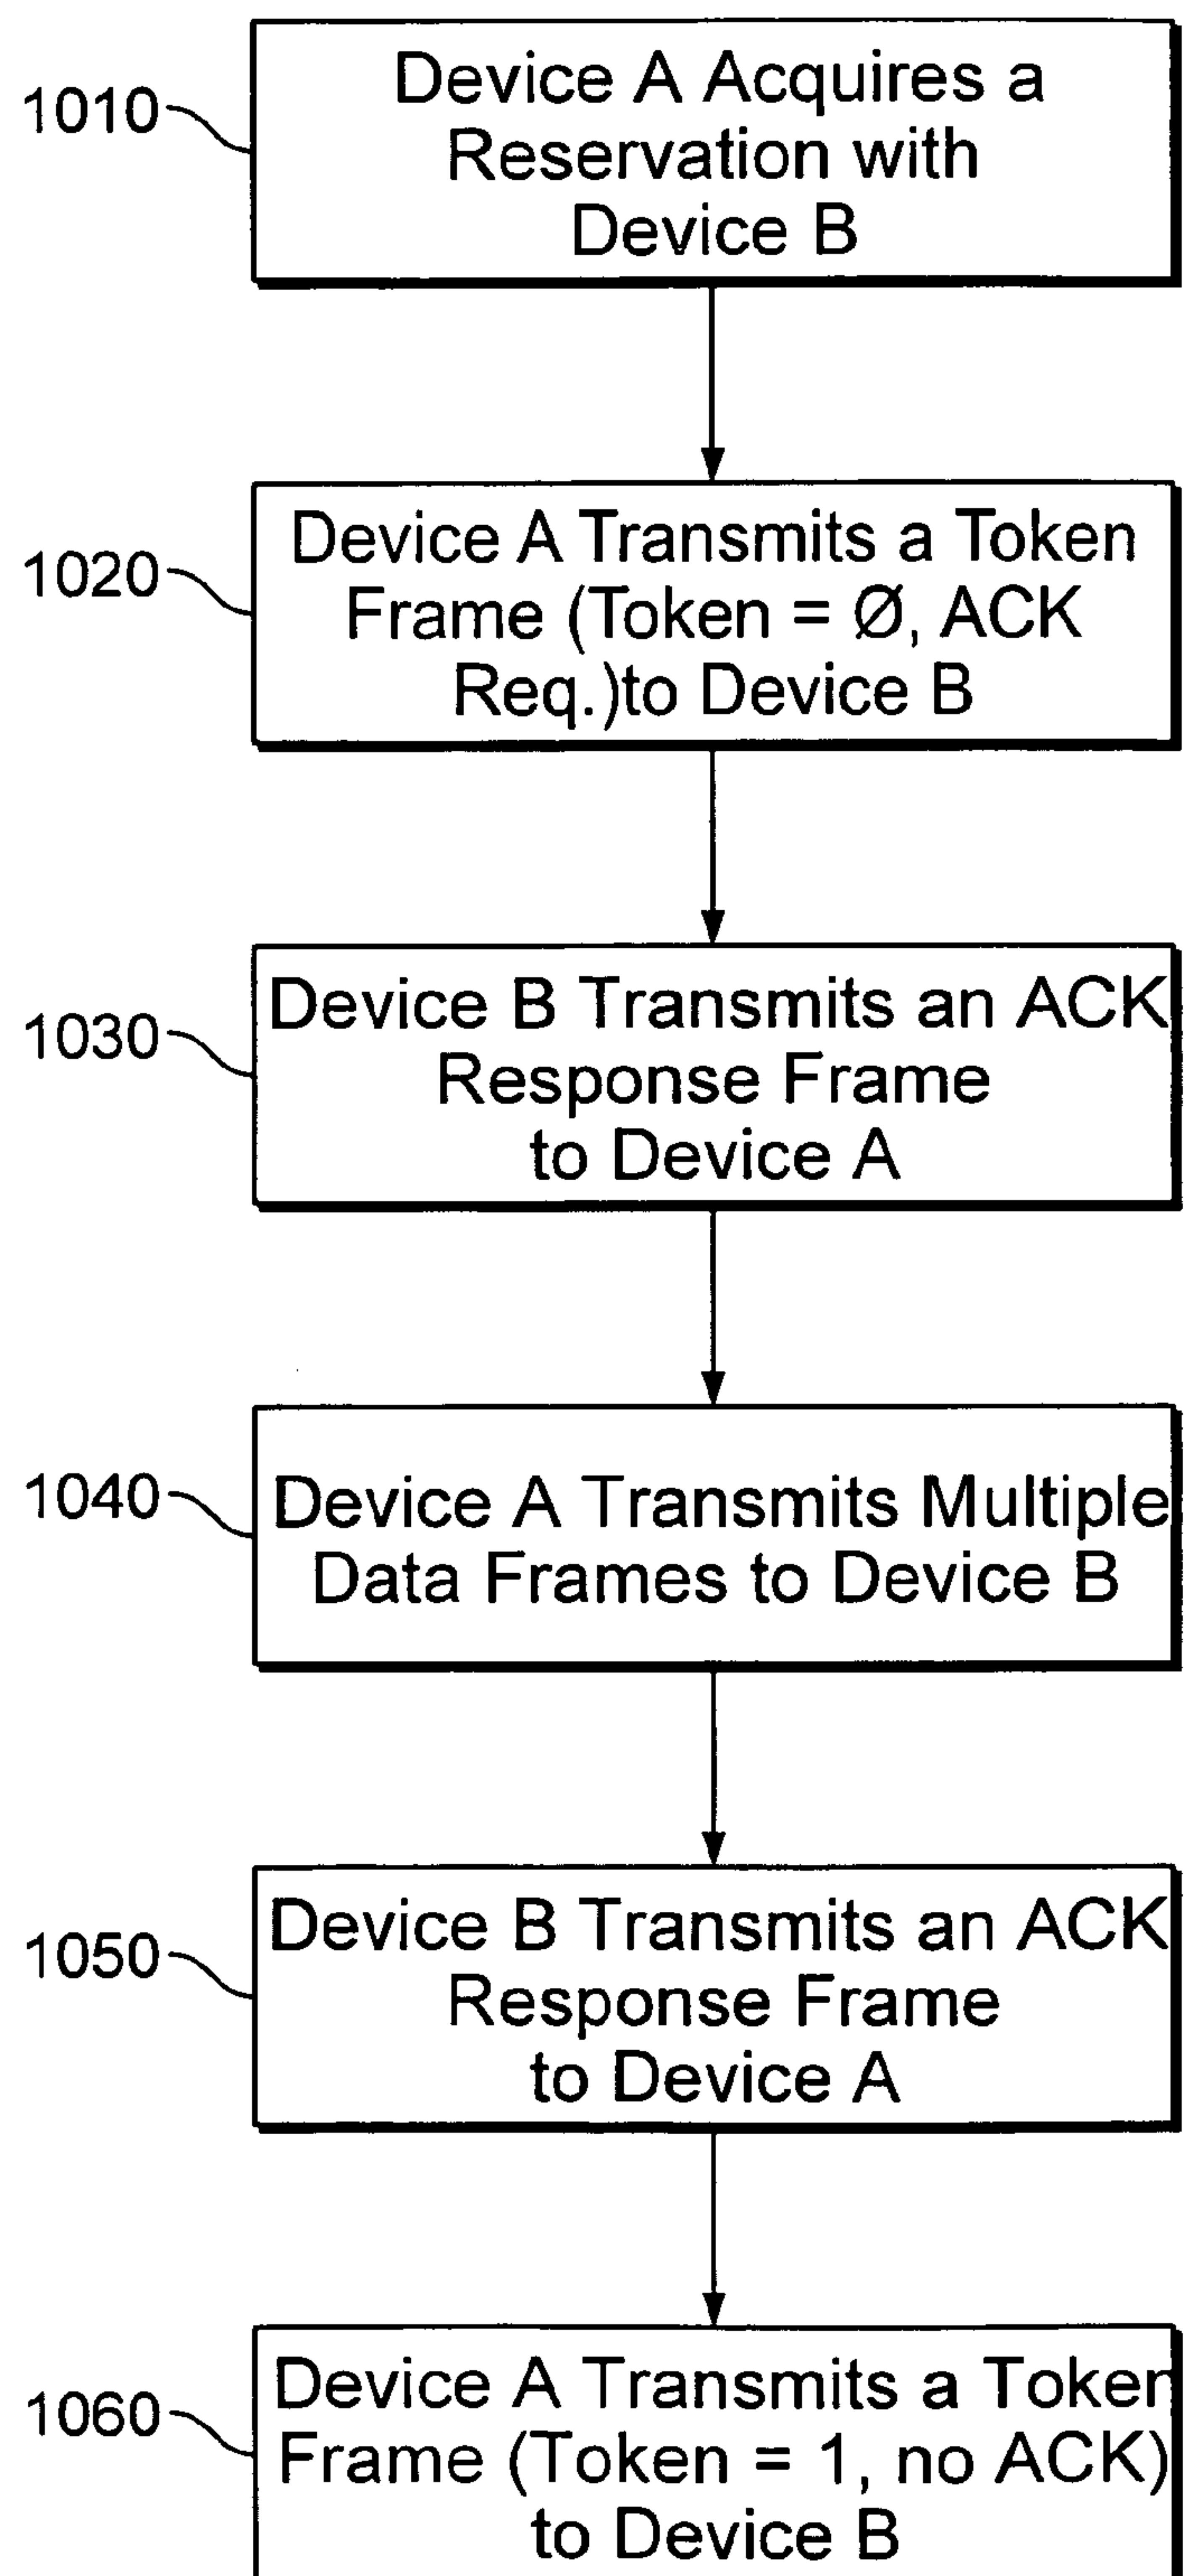 1010
Device A Acquires a
Reservation with
Device B
1020
Device A Transmits a Token
Frame (Token = Ø, ACK
Req.)to Device B
1030
Device B Transmits an ACK
Response Frame
to Device A
1040
Device A Transmits Multiple
Data Frames to Device B
1050
Device B Transmits an ACK
Response Frame
to Device A
1060
Device A Transmits a Token
Frame (Token = 1, no ACK)
to Device B